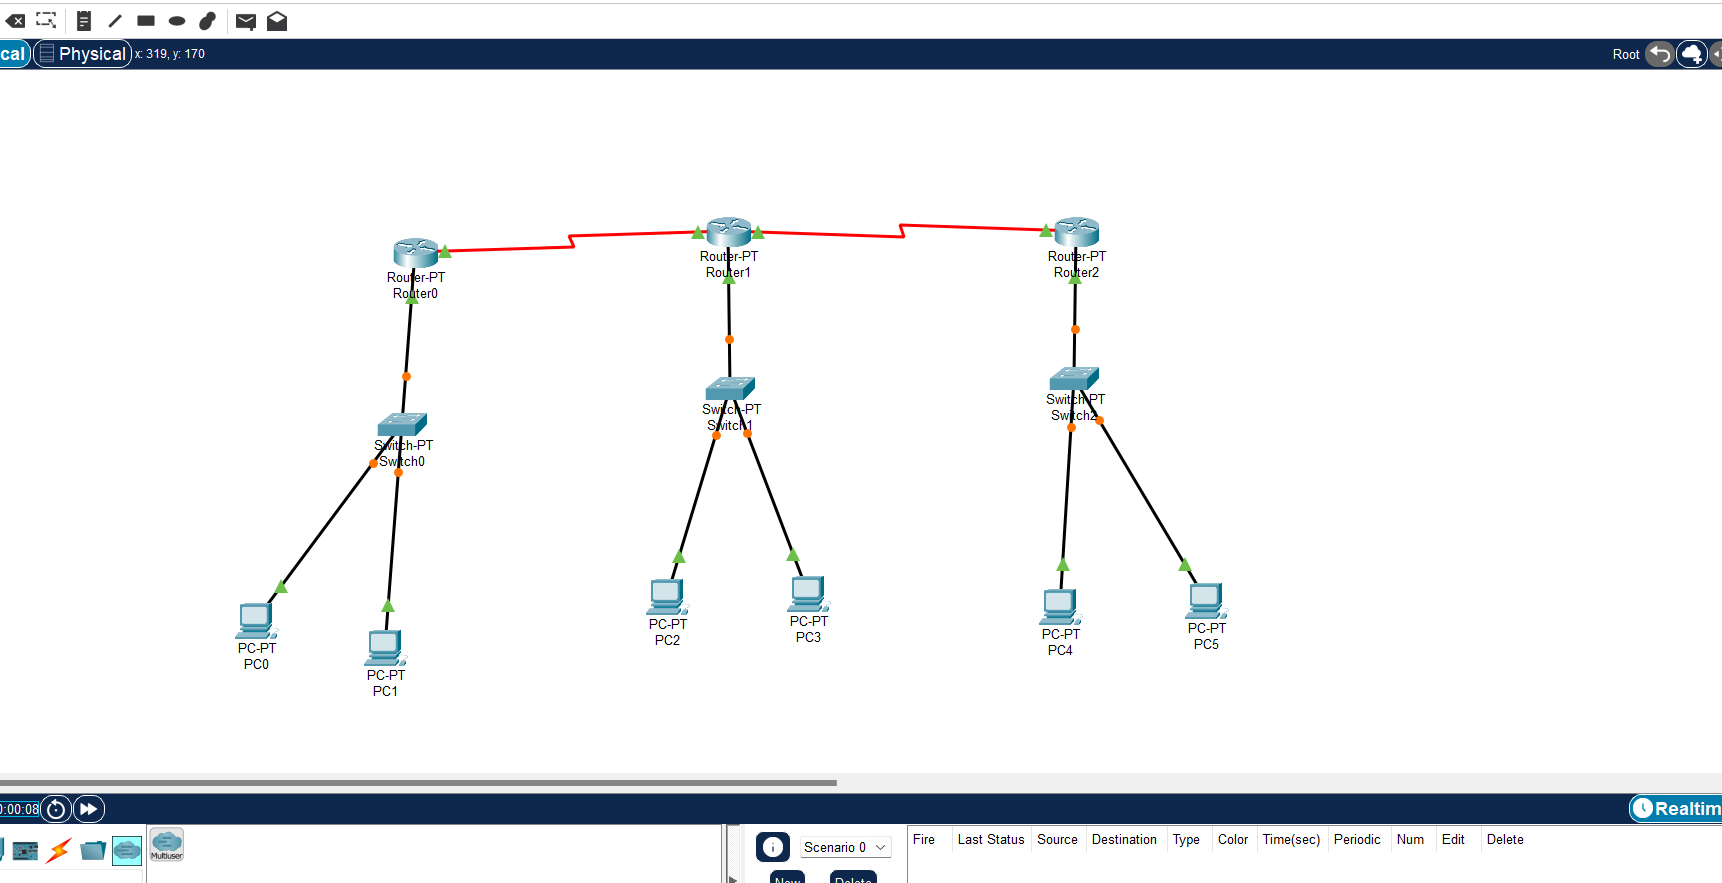 cal
Physical
x: 319, y: 170
Root
Router-PT
Router0
Router-PT
Router1
Router-PT
Router2
Switch-PT
Switch0
Switch-PT
Switch1
Switch-PT
Switch2
PC-PT
PC0
PC-PT
PC1
PC-PT
PC2
PC-PT
PC3
PC-PT
PC4
PC-PT
PC5
0:00:08
Realtim
Multiuser
Scenario 0
New
Delete
Fire Last Status Source Destination Type Color Time(sec) Periodic Num Edit Delete